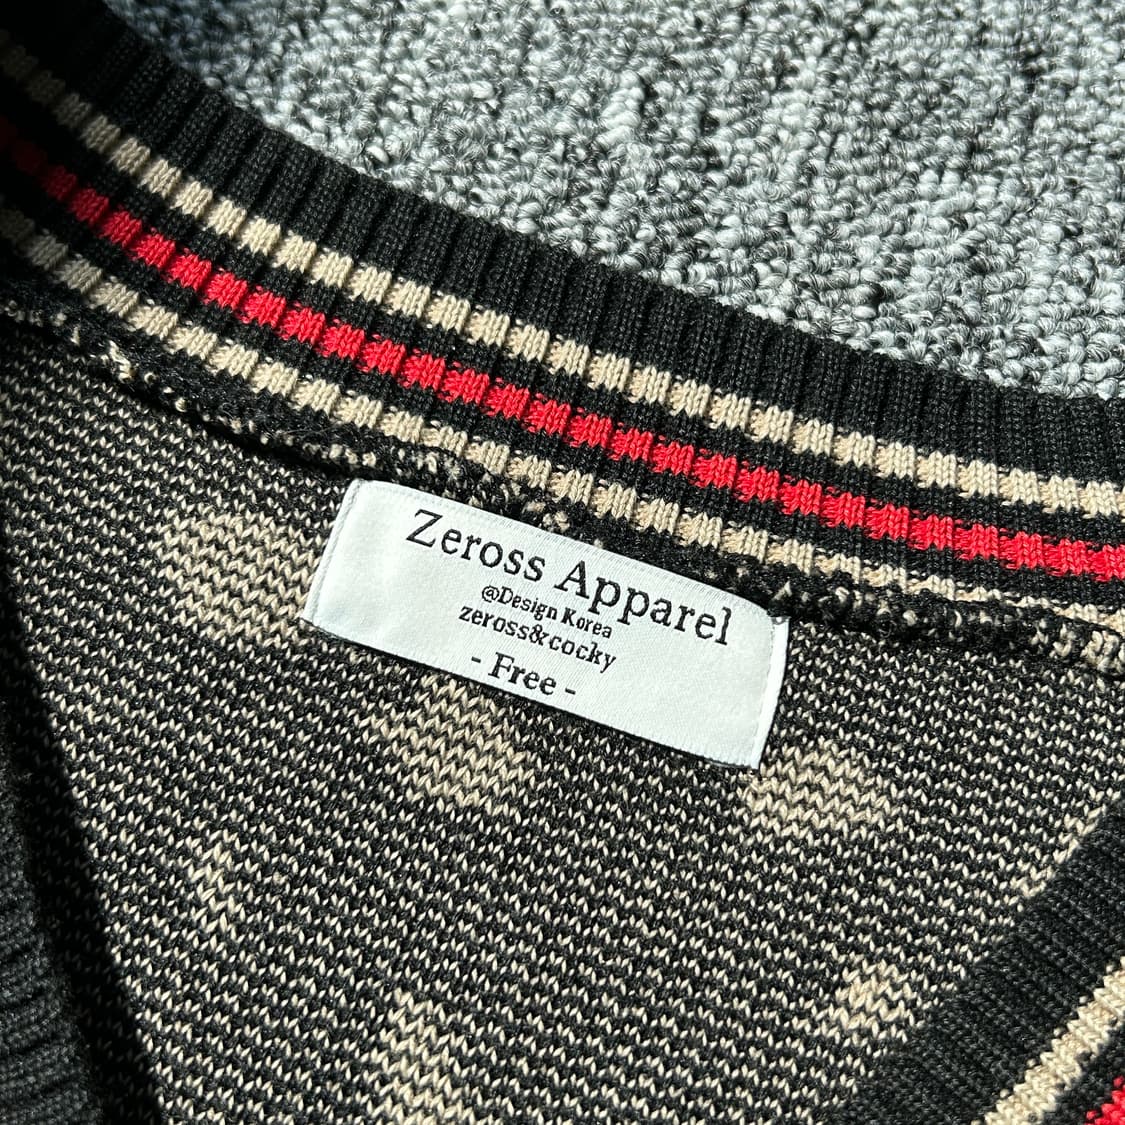 Zeross Apparel
@Design Korea
zeross&cocky
- Free -